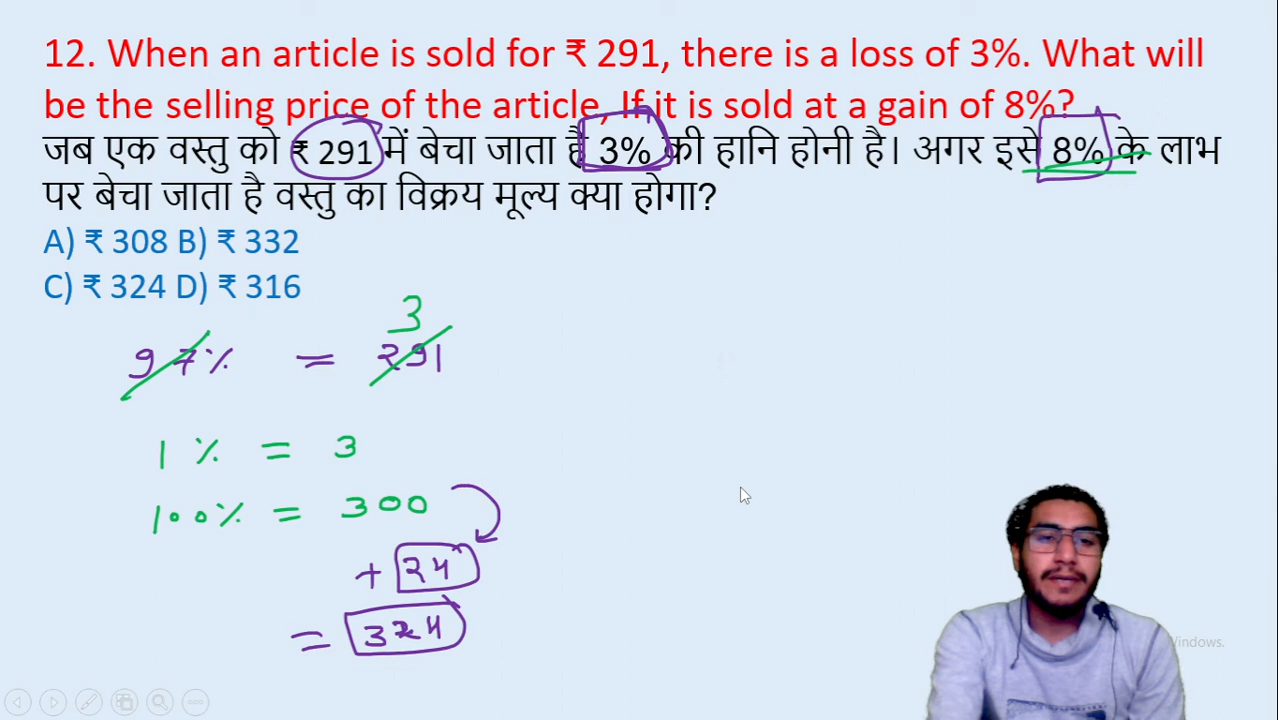 12. When an article is sold for ₹ 291, there is a loss of 3%. What will
be the selling price of the article, If it is sold at a gain of 8%?
जब एक वस्तु को ₹ 291 में बेचा जाता है 3% की हानि होनी है। अगर इसे 8% के लाभ
पर बेचा जाता है वस्तु का विक्रय मूल्य क्या होगा?
A) ₹ 308 B) ₹ 332
C) ₹ 324 D) ₹ 316
3
97% = 291
1% = 3
100% = 300
+ 24
= 324
Windows.